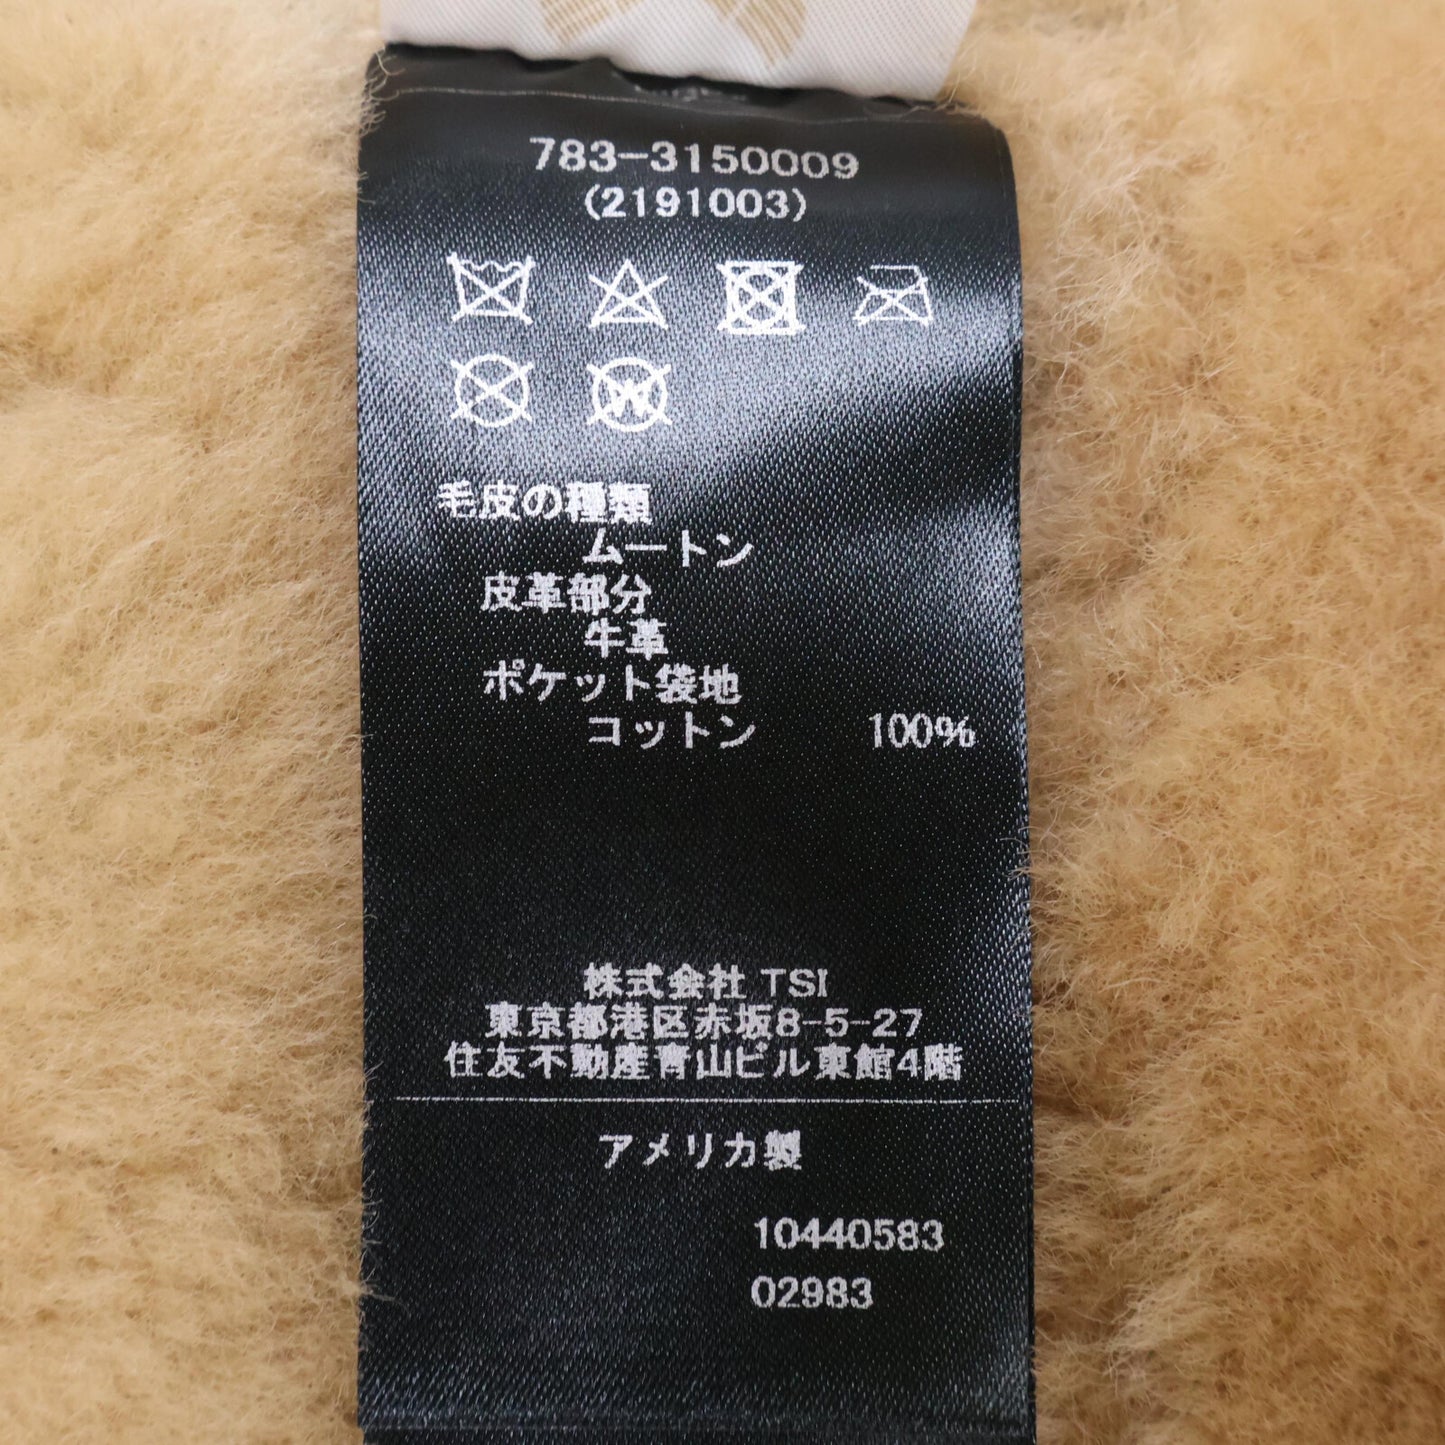 783-3150009
(2191003)
W
毛皮の種類
ムートン
皮革部分
牛革
ポケット袋地
コットン 100%
株式会社 TSI
東京都港区赤坂8-5-27
住友不動産青山ビル東館4階
アメリカ製
10440583
02983